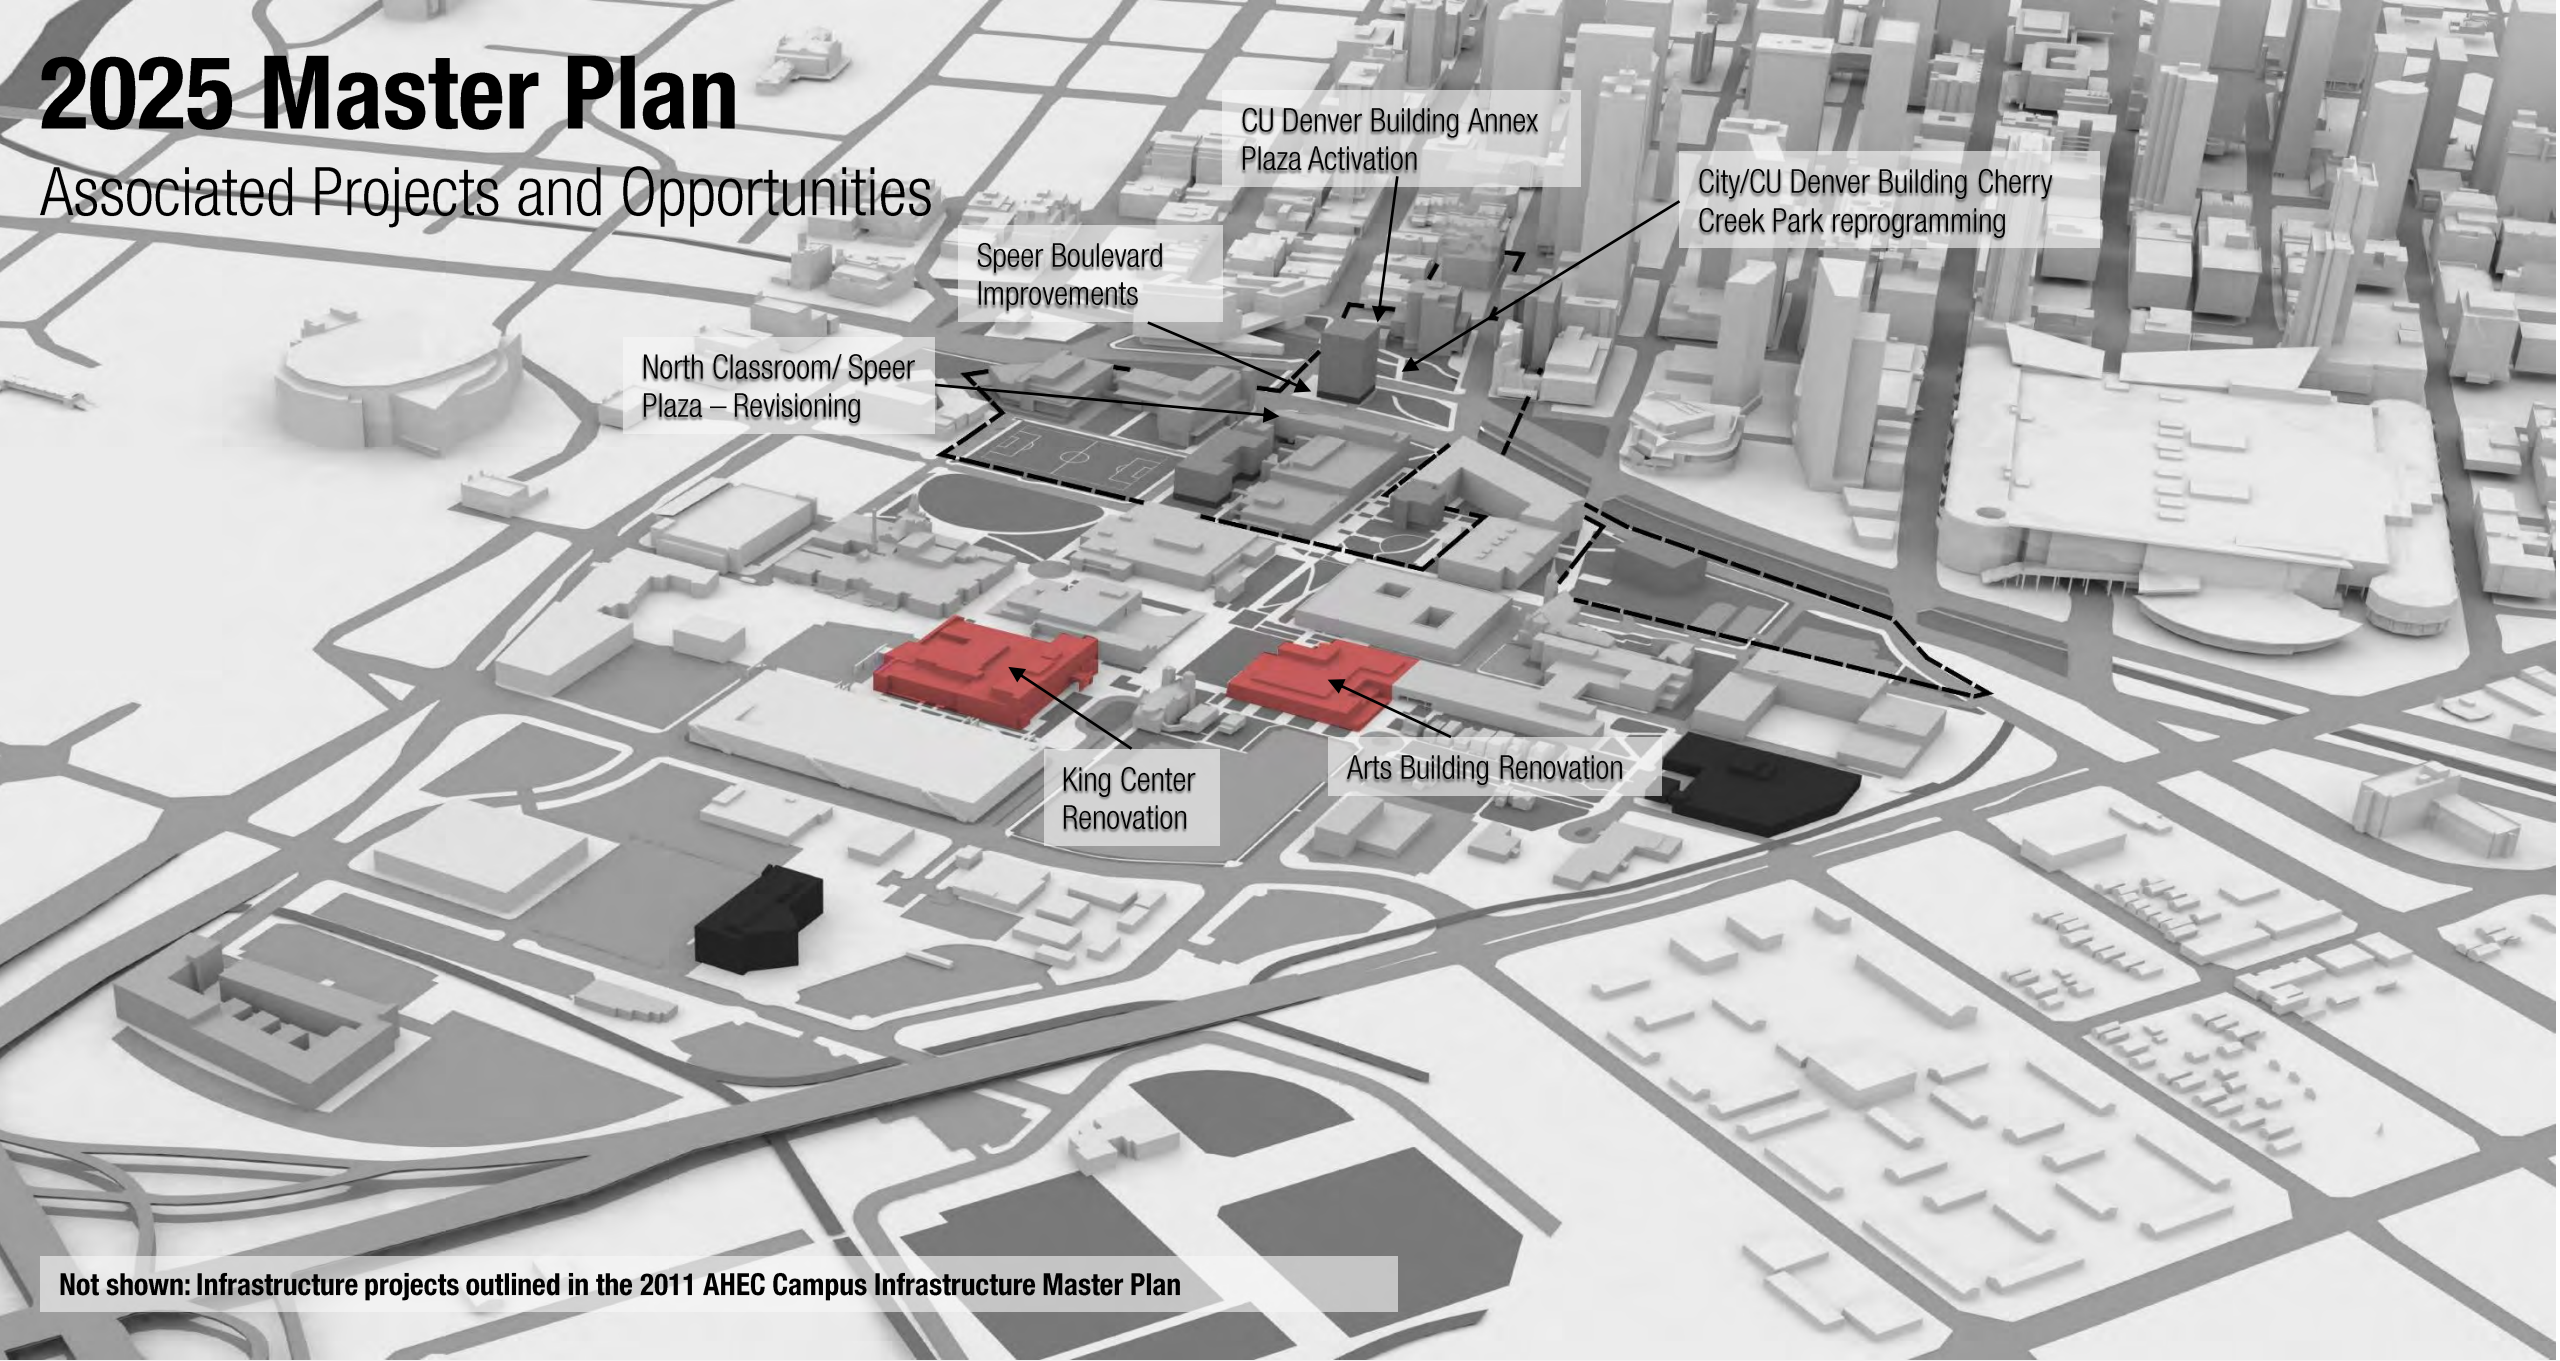 2025 Master Plan
Associated Projects and Opportunities
CU Denver Building Annex
Plaza Activation
City/CU Denver Building Cherry
Creek Park reprogramming
Speer Boulevard
Improvements
North Classroom/ Speer
Plaza – Revisioning
King Center
Renovation
Arts Building Renovation
Not shown: Infrastructure projects outlined in the 2011 AHEC Campus Infrastructure Master Plan